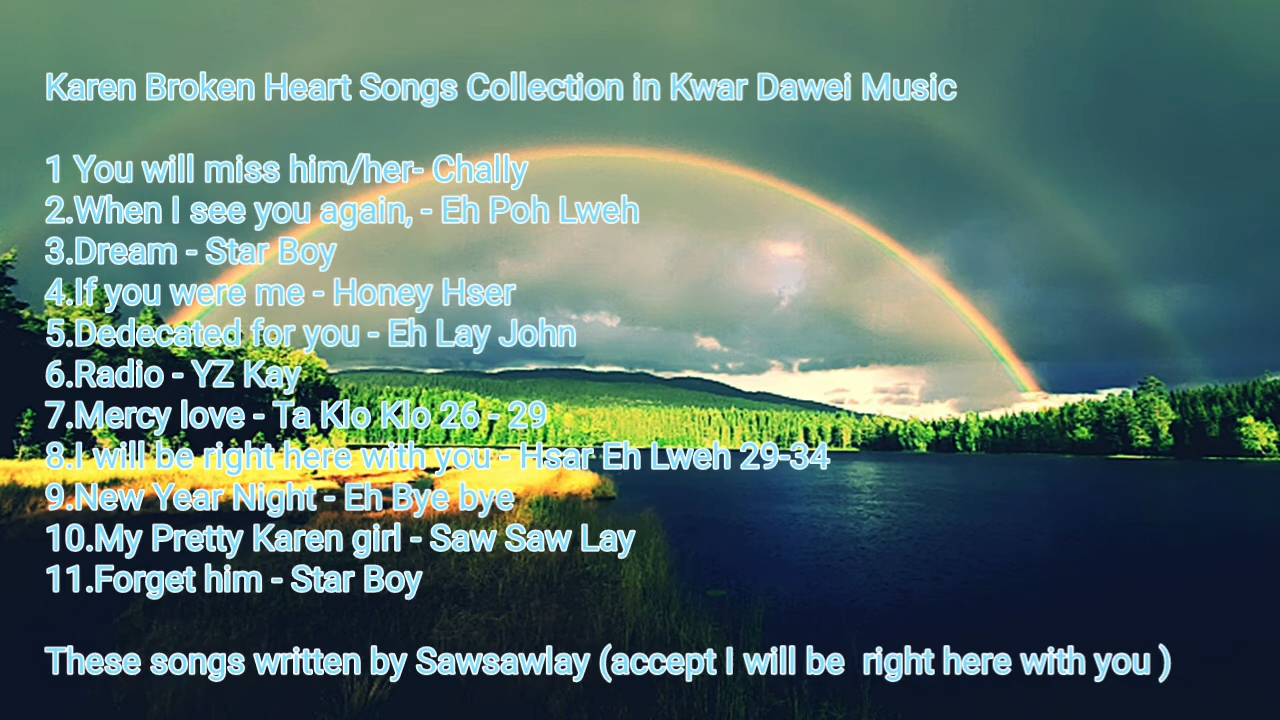 Karen Broken Heart Songs Collection in Kwar Dawei Music
1 You will miss him/her- Chally
2.When I see you again, - Eh Poh Lweh
3.Dream - Star Boy
4.If you were me - Honey Hser
5.Dedecated for you - Eh Lay John
6.Radio - YZ Kay
7.Mercy love - Ta Klo Klo 26 - 29
8.I will be right here with you - Hsar Eh Lweh 29-34
9.New Year Night - Eh Bye bye
10.My Pretty Karen girl - Saw Saw Lay
11.Forget him - Star Boy
These songs written by Sawsawlay (accept I will be  right here with you )